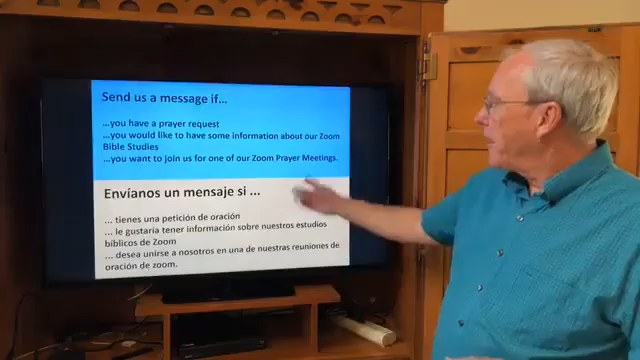 Send us a message if...
...you have a prayer request
...you would like to have some information about our Zoom
Bible Studies
...you want to join us for one of our Zoom Prayer Meetings.
Envíanos un mensaje si ...
... tienes una petición de oración
... le gustaría tener información sobre nuestros estudios
bíblicos de Zoom
... desea unirse a nosotros en una de nuestras reuniones de
oración de zoom.